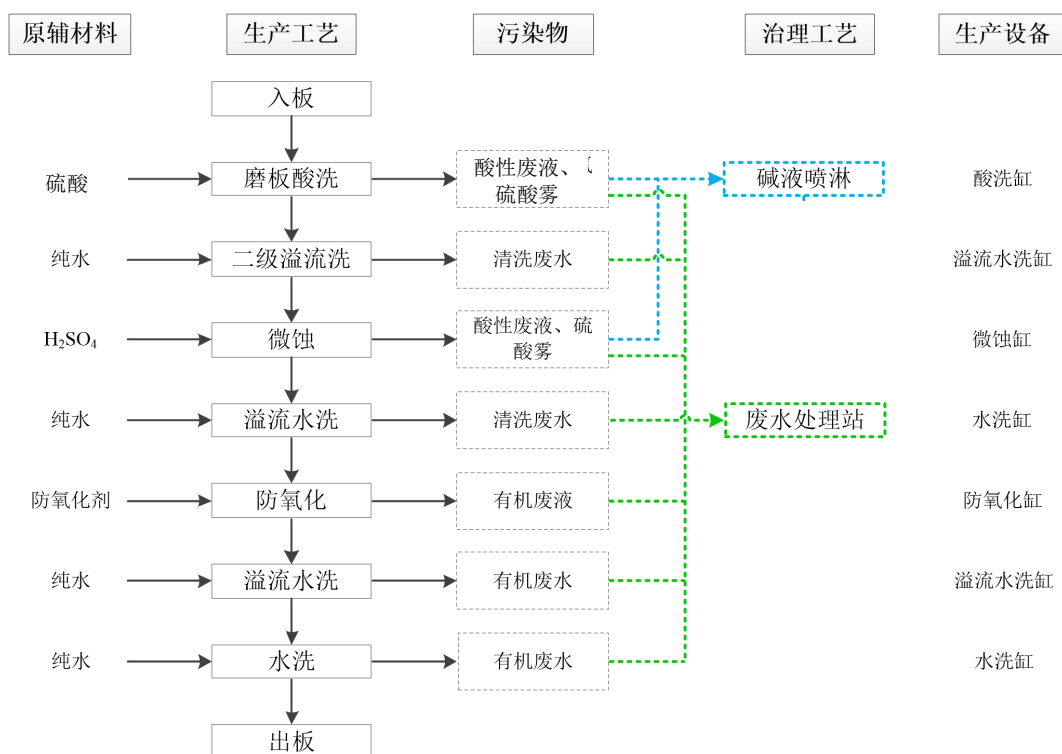 原辅材料 生产工艺 污染物 治理工艺 生产设备
入板
硫酸 磨板酸洗 酸性废液、 碱液喷淋 酸洗缸
硫酸雾
纯水 二级溢流洗 清洗废水 溢流水洗缸
H₂SO₄ 微蚀 酸性废液、硫 微蚀缸
酸雾
纯水 溢流水洗 清洗废水 废水处理站 水洗缸
防氧化剂 防氧化 有机废液 防氧化缸
纯水 溢流水洗 有机废水 溢流水洗缸
纯水 水洗 有机废水 水洗缸
出板